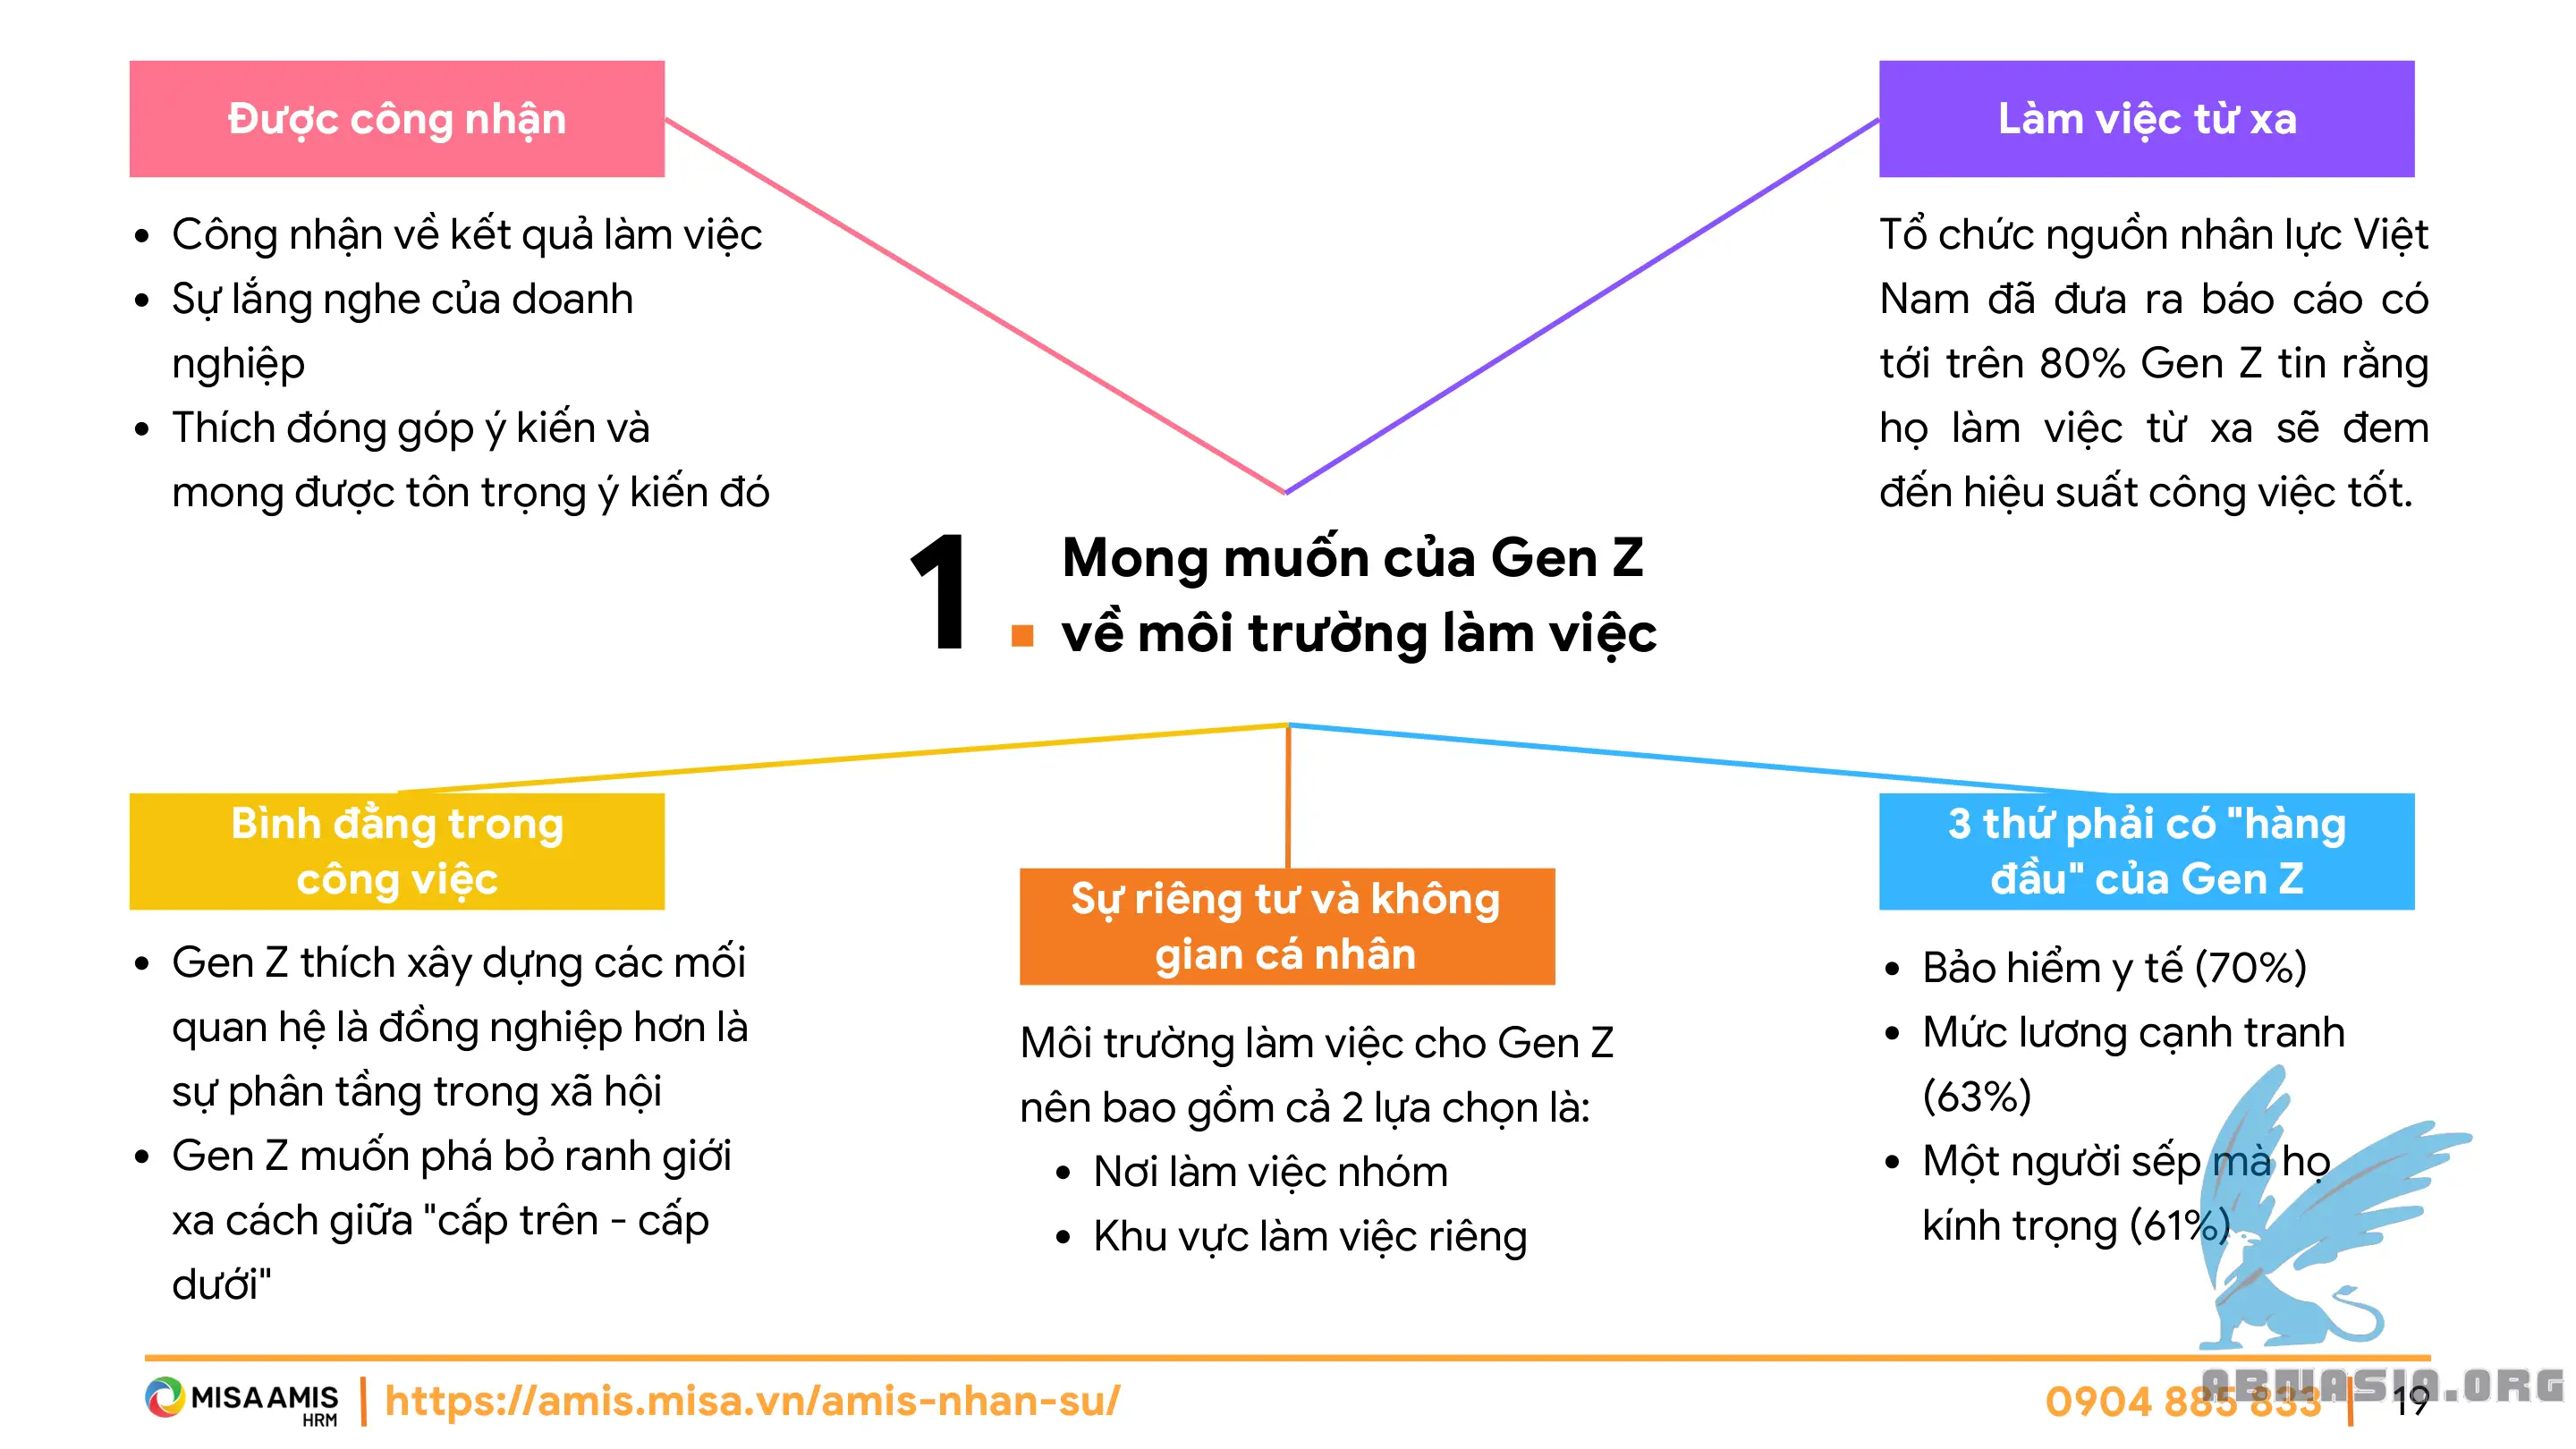 Được công nhận
• Công nhận về kết quả làm việc
• Sự lắng nghe của doanh
nghiệp
• Thích đóng góp ý kiến và
mong được tôn trọng ý kiến đó
Làm việc từ xa
Tổ chức nguồn nhân lực Việt
Nam đã đưa ra báo cáo có
tới trên 80% Gen Z tin rằng
họ làm việc từ xa sẽ đem
đến hiệu suất công việc tốt.
1.
Mong muốn của Gen Z
về môi trường làm việc
Bình đẳng trong
công việc
• Gen Z thích xây dựng các mối
quan hệ là đồng nghiệp hơn là
sự phân tầng trong xã hội
• Gen Z muốn phá bỏ ranh giới
xa cách giữa "cấp trên - cấp
dưới"
Sự riêng tư và không
gian cá nhân
Môi trường làm việc cho Gen Z
nên bao gồm cả 2 lựa chọn là:
• Nơi làm việc nhóm
• Khu vực làm việc riêng
3 thứ phải có "hàng
đầu" của Gen Z
• Bảo hiểm y tế (70%)
• Mức lương cạnh tranh
(63%)
• Một người sếp mà họ
kính trọng (61%)
MISA AMIS
HRM
https://amis.misa.vn/amis-nhan-su/
0904 885 833
19
ABMASIA.ORG